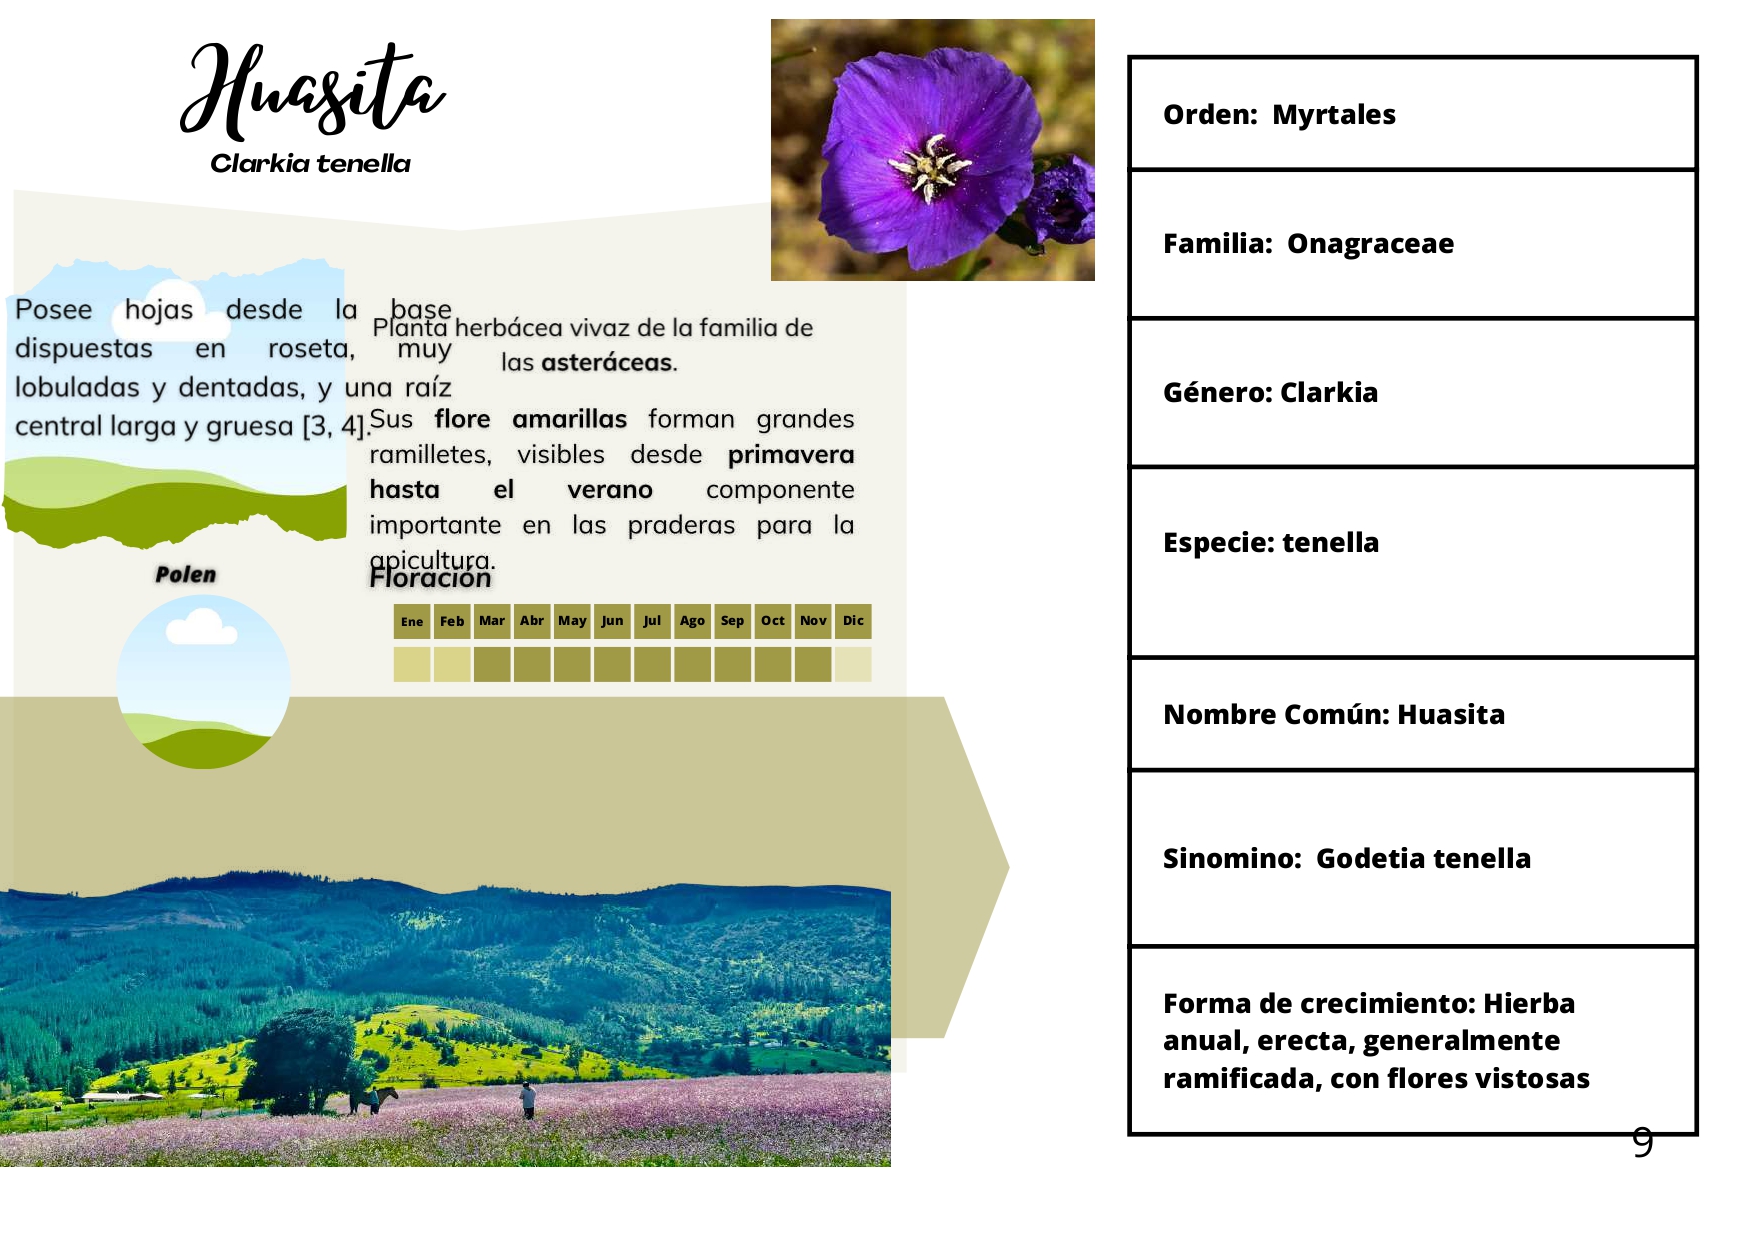 Huasita
Clarkia tenella
Posee hojas desde la base
dispuestas en roseta, muy
lobuladas y dentadas, y una raíz
central larga y gruesa [3, 4].
Planta herbácea vivaz de la familia de
las asteráceas.
Sus flore amarillas forman grandes
ramilletes, visibles desde primavera
hasta el verano componente
importante en las praderas para la
apicultura.
Polen
Floración
Ene Feb Mar Abr May Jun Jul Ago Sep Oct Nov Dic
Orden: Myrtales
Familia: Onagraceae
Género: Clarkia
Especie: tenella
Nombre Común: Huasita
Sinomino: Godetia tenella
Forma de crecimiento: Hierba
anual, erecta, generalmente
ramificada, con flores vistosas
9